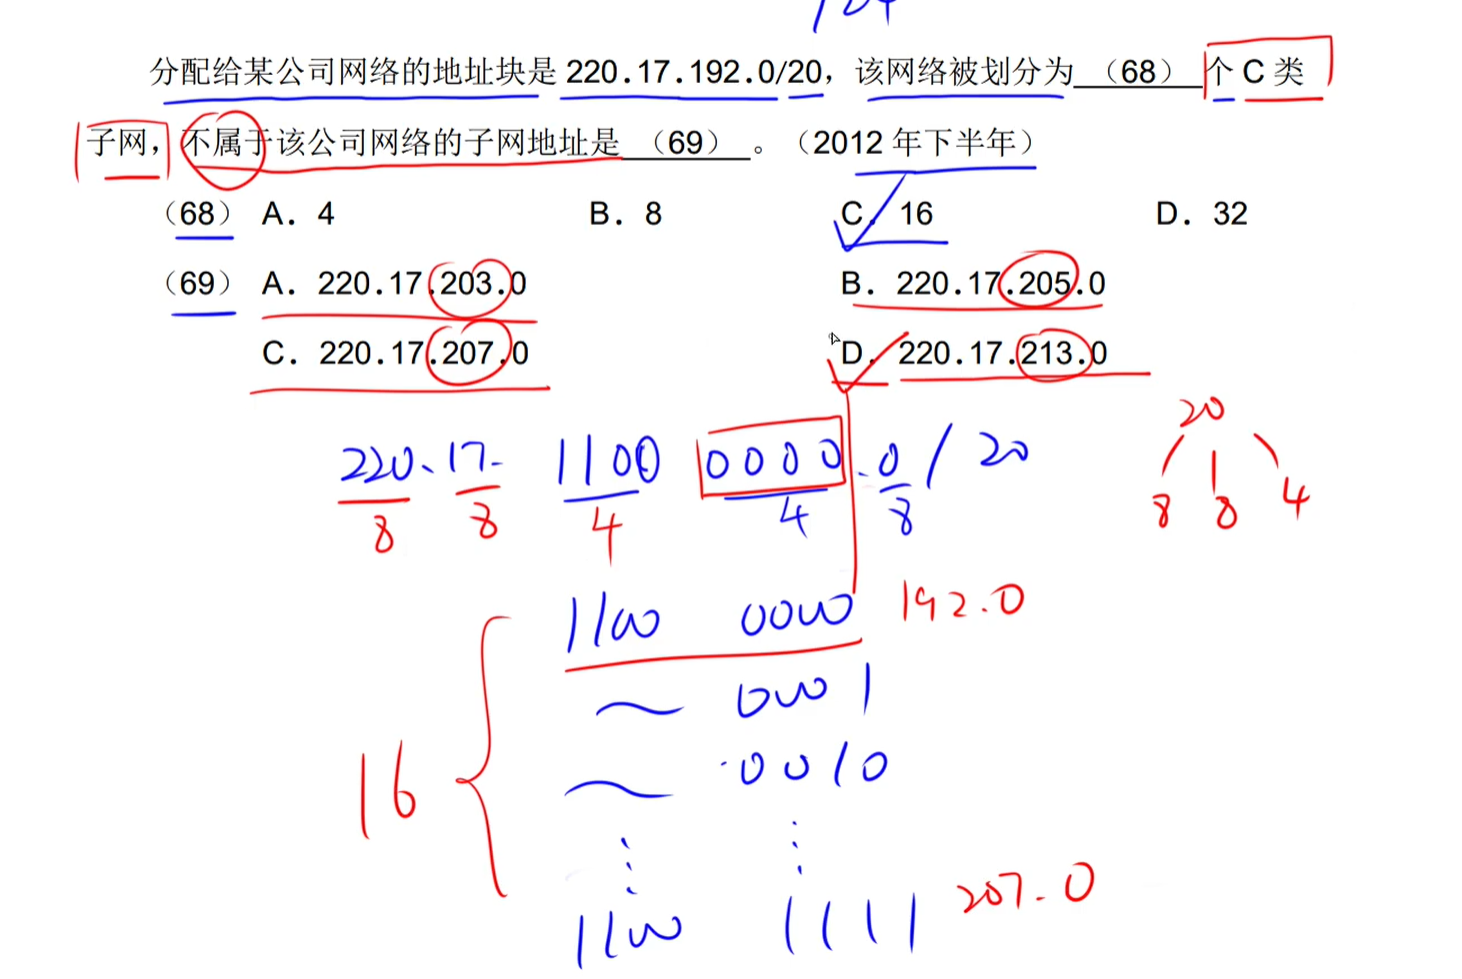 分配给某公司网络的地址块是 220.17.192.0/20，该网络被划分为 （68） 个 C 类
子网，不属于该公司网络的子网地址是 （69） 。（2012 年下半年）
（68） A. 4 B. 8 C. 16 D. 32
（69） A. 220.17.203.0 B. 220.17.205.0
C. 220.17.207.0 D. 220.17.213.0
20
220.17. 1100 0000.0/20
8 8 4 4 8 8 8 4
1100 0000 192.0
0001
0010
16
1100 1111 207.0